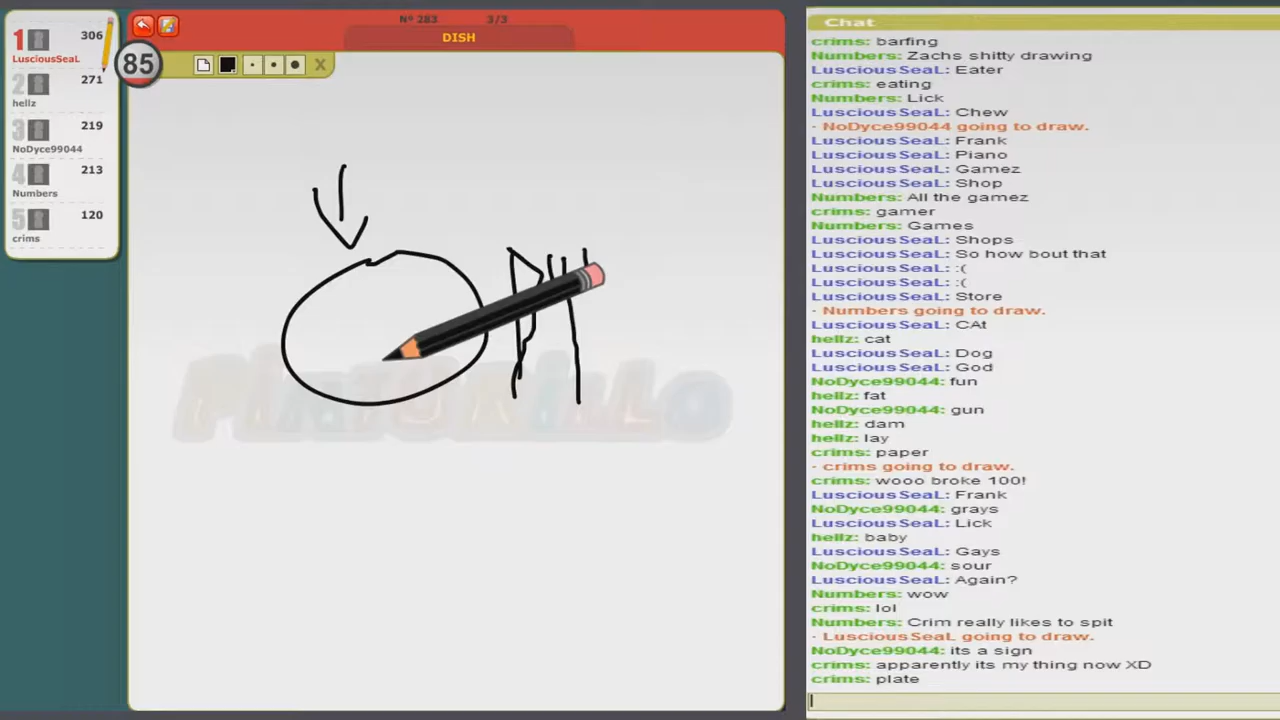 1 306
LusciousSeaL
2 271
hellz
3 219
NoDyce99044
4 213
Numbers
5 120
crims
85
Nº 283 3/3
DISH
Chat
crims: barfing
Numbers: Zachs shitty drawing
LusciousSeaL: Eater
crims: eating
Numbers: Lick
LusciousSeaL: Chew
- NoDyce99044 going to draw.
LusciousSeaL: Frank
LusciousSeaL: Piano
LusciousSeaL: Gamez
LusciousSeaL: Shop
Numbers: All the gamez
crims: gamer
Numbers: Games
LusciousSeaL: Shops
LusciousSeaL: So how bout that
LusciousSeaL: :(
LusciousSeaL: :(
LusciousSeaL: Store
- Numbers going to draw.
LusciousSeaL: CAt
hellz: cat
LusciousSeaL: Dog
LusciousSeaL: God
NoDyce99044: fun
hellz: fat
NoDyce99044: gun
hellz: dam
hellz: lay
crims: paper
- crims going to draw.
crims: wooo broke 100!
LusciousSeaL: Frank
NoDyce99044: grays
LusciousSeaL: Lick
hellz: baby
LusciousSeaL: Gays
NoDyce99044: sour
LusciousSeaL: Again?
Numbers: wow
crims: lol
Numbers: Crim really likes to spit
- LusciousSeaL going to draw.
NoDyce99044: its a sign
crims: apparently its my thing now XD
crims: plate